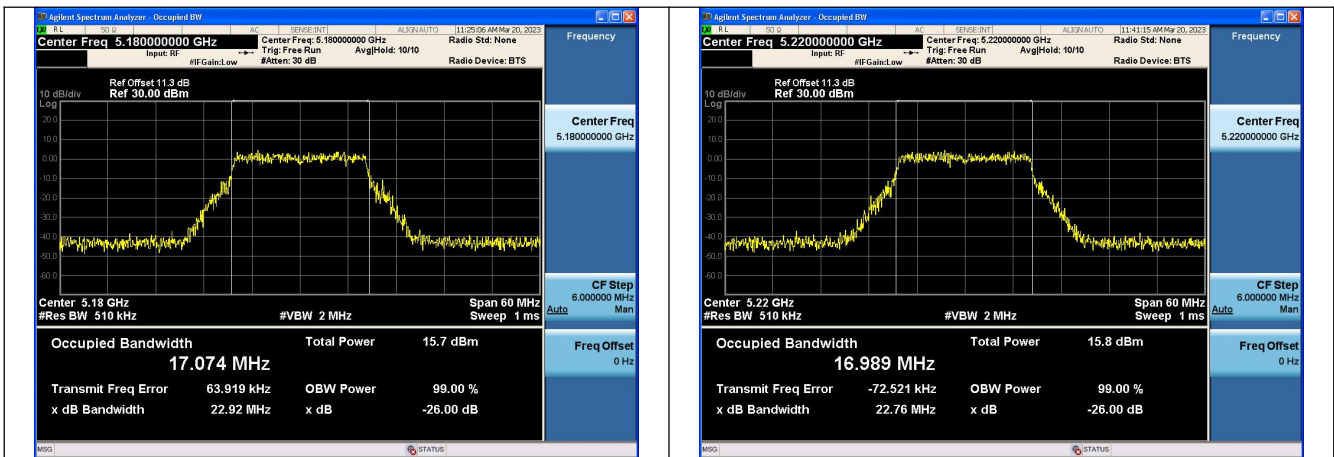 Agilent Spectrum Analyzer - Occupied BW
RL 50 Ω AC SENSE:INT ALIGN AUTO 11:25:06 AM Mar 20, 2023
Center Freq 5.180000000 GHz
Input: RF
#IFGain:Low
Center Freq: 5.180000000 GHz
Trig: Free Run Avg|Hold: 10/10
#Atten: 30 dB
Radio Std: None
Radio Device: BTS
Ref Offset 11.3 dB
10 dB/div Ref 30.00 dBm
Log
20.0
10.0
0.00
-10.0
-20.0
-30.0
-40.0
-50.0
-60.0
Center 5.18 GHz Span 60 MHz
#Res BW 510 kHz #VBW 2 MHz Sweep 1 ms
Occupied Bandwidth Total Power 15.7 dBm
17.074 MHz
Transmit Freq Error 63.919 kHz OBW Power 99.00 %
x dB Bandwidth 22.92 MHz x dB -26.00 dB
MSG STATUS
Frequency
Center Freq
5.180000000 GHz
CF Step
6.000000 MHz
Auto Man
Freq Offset
0 Hz
Agilent Spectrum Analyzer - Occupied BW
RL 50 Ω AC SENSE:INT ALIGN AUTO 11:41:15 AM Mar 20, 2023
Center Freq 5.220000000 GHz
Input: RF
#IFGain:Low
Center Freq: 5.220000000 GHz
Trig: Free Run Avg|Hold: 10/10
#Atten: 30 dB
Radio Std: None
Radio Device: BTS
Ref Offset 11.3 dB
10 dB/div Ref 30.00 dBm
Log
20.0
10.0
0.00
-10.0
-20.0
-30.0
-40.0
-50.0
-60.0
Center 5.22 GHz Span 60 MHz
#Res BW 510 kHz #VBW 2 MHz Sweep 1 ms
Occupied Bandwidth Total Power 15.8 dBm
16.989 MHz
Transmit Freq Error -72.521 kHz OBW Power 99.00 %
x dB Bandwidth 22.76 MHz x dB -26.00 dB
MSG STATUS
Frequency
Center Freq
5.220000000 GHz
CF Step
6.000000 MHz
Auto Man
Freq Offset
0 Hz